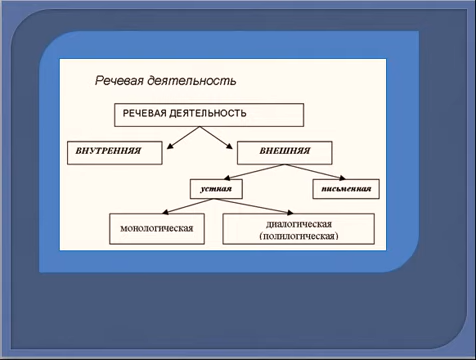 Речевая деятельность
РЕЧЕВАЯ ДЕЯТЕЛЬНОСТЬ
ВНУТРЕННЯЯ
ВНЕШНЯЯ
устная
письменная
монологическая
диалогическая
(полилогическая)